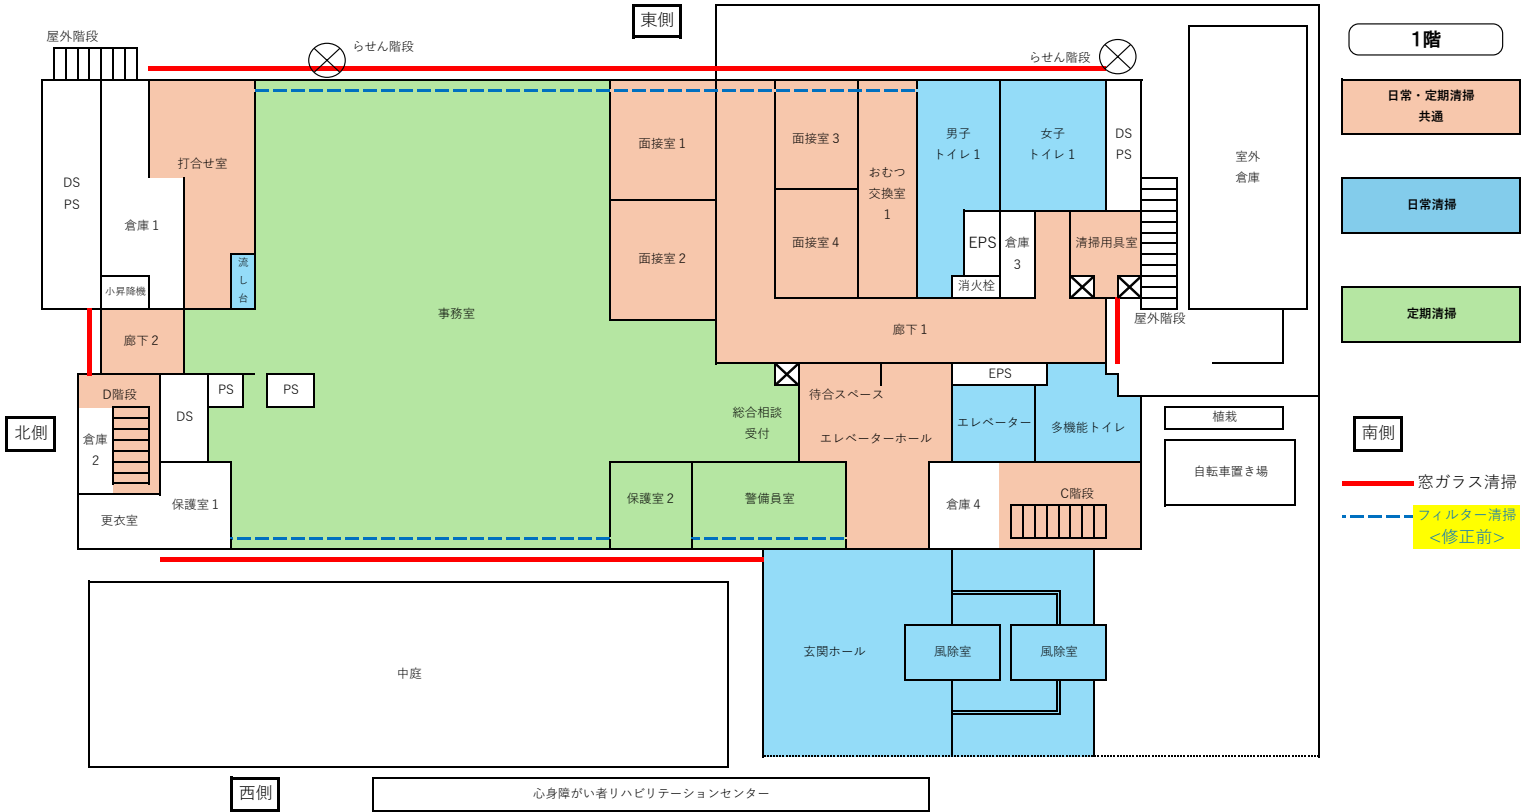 東側
屋外階段
らせん階段
らせん階段
1階
日常・定期清掃
共通
日常清掃
定期清掃
DS
PS
倉庫１
打合せ室
流
し
台
小昇降機
事務室
面接室１
面接室２
面接室３
面接室４
おむつ
交換室
1
男子
トイレ１
女子
トイレ１
DS
PS
EPS
倉庫
3
消火栓
清掃用具室
屋外階段
室外
倉庫
廊下１
廊下２
D階段
倉庫
2
DS
PS
PS
総合相談
受付
待合スペース
エレベーターホール
EPS
エレベーター
多機能トイレ
植栽
自転車置き場
北側
南側
窓ガラス清掃
フィルター清掃
<修正前>
更衣室
保護室１
保護室２
警備員室
倉庫４
C階段
玄関ホール
風除室
風除室
中庭
西側
心身障がい者リハビリテーションセンター